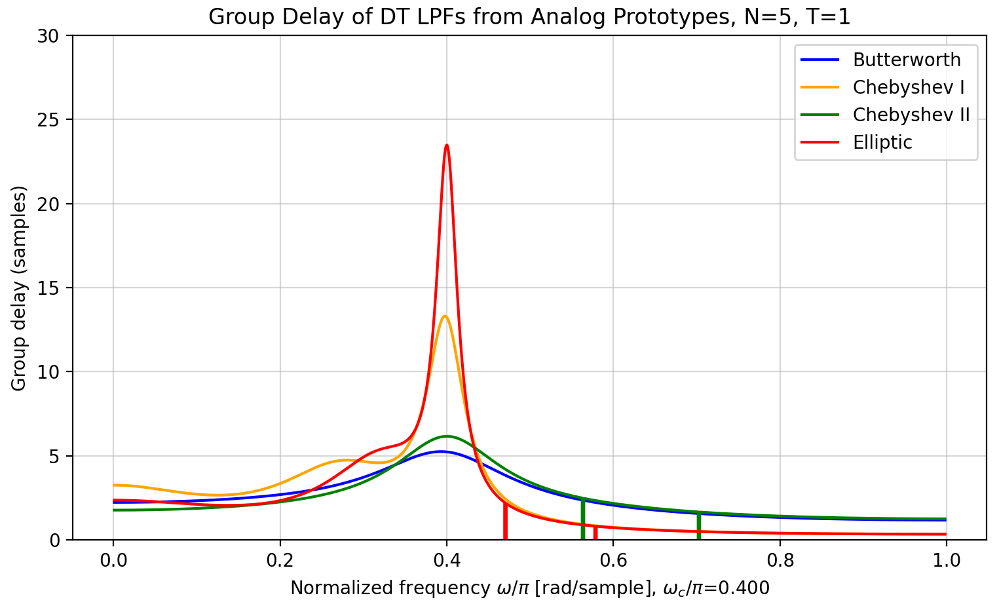 Group Delay of DT LPFs from Analog Prototypes, N=5, T=1
Butterworth
Chebyshev I
Chebyshev II
Elliptic
Group delay (samples)
30
25
20
15
10
5
0
0.0 0.2 0.4 0.6 0.8 1.0
Normalized frequency ω/π [rad/sample], ω_c/π=0.400